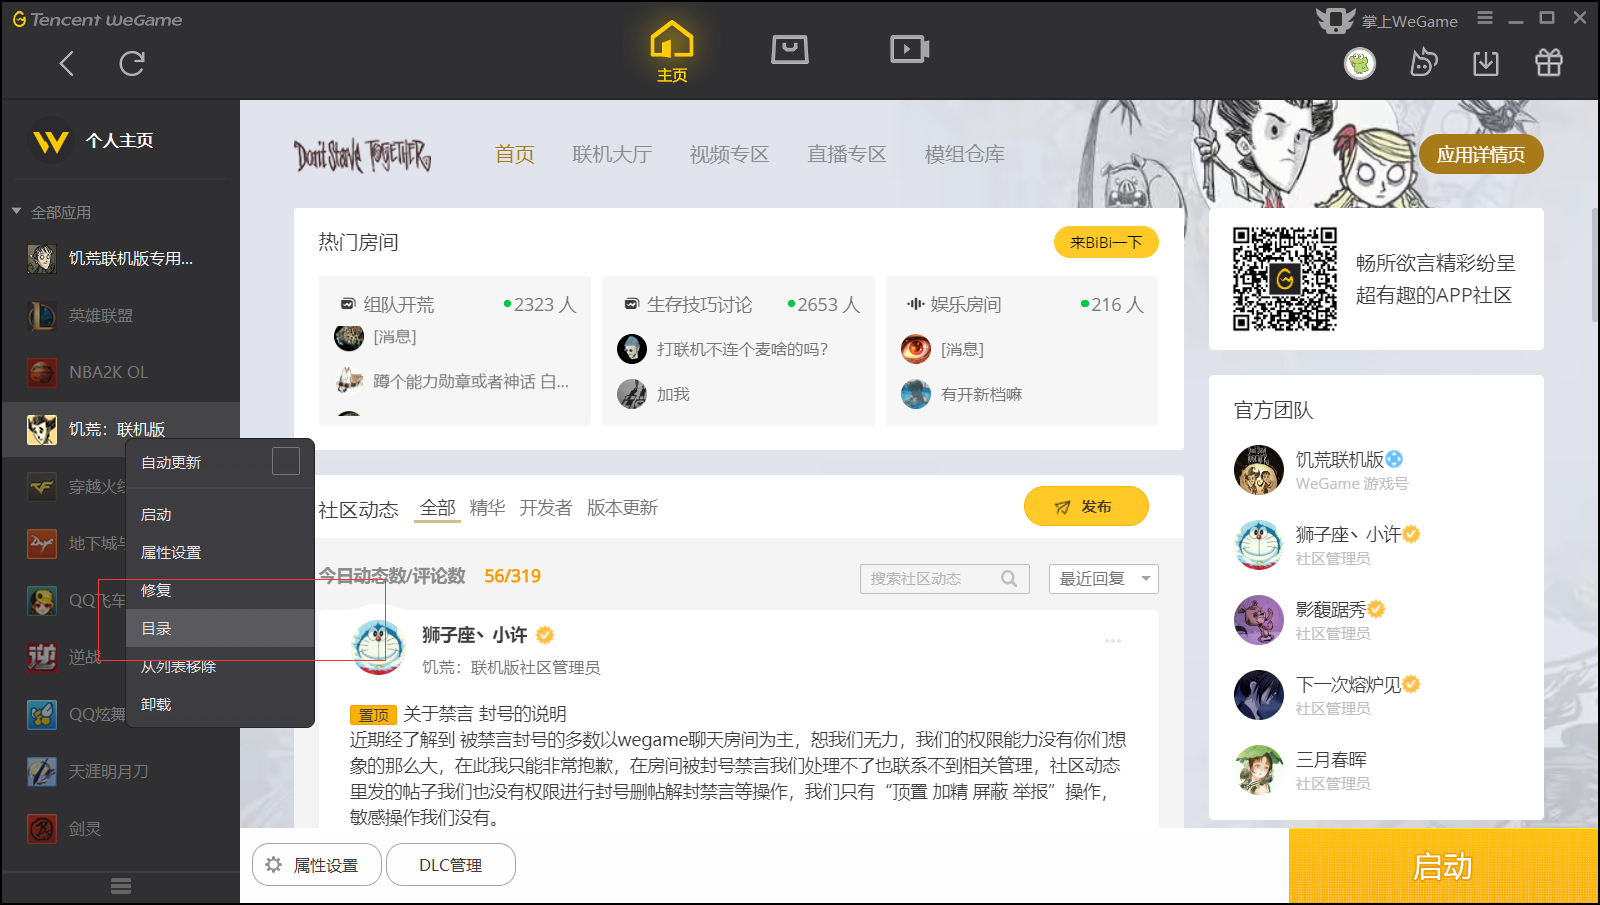 Tencent WeGame
掌上WeGame
主页
个人主页
全部应用
饥荒联机版专用...
英雄联盟
NBA2K OL
饥荒：联机版
穿越火线
地下城与
QQ飞车
逆战
QQ炫舞
天涯明月刀
剑灵
自动更新
启动
属性设置
修复
目录
从列表移除
卸载
Don't Starve TOGETHER
首页
联机大厅
视频专区
直播专区
模组仓库
应用详情页
热门房间
来BiBi一下
组队开荒
2323 人
[消息]
蹲个能力勋章或者神话 白...
生存技巧讨论
2653 人
打联机不连个麦啥的吗?
加我
娱乐房间
216 人
[消息]
有开新档嘛
社区动态
全部
精华
开发者
版本更新
发布
今日动态数/评论数
56/319
搜索社区动态
最近回复
狮子座丶小许
饥荒：联机版社区管理员
置顶 关于禁言 封号的说明
近期经了解到 被禁言封号的多数以wegame聊天房间为主，恕我们无力，我们的权限能力没有你们想
象的那么大，在此我只能非常抱歉，在房间被封号禁言我们处理不了也联系不到相关管理，社区动态
里发的帖子我们也没有权限进行封号删帖解封禁言等操作，我们只有“顶置 加精 屏蔽 举报”操作，
敏感操作我们没有。
畅所欲言精彩纷呈
超有趣的APP社区
官方团队
饥荒联机版
WeGame 游戏号
狮子座丶小许
社区管理员
影馥踞秀
社区管理员
下一次熔炉见
社区管理员
三月春晖
社区管理员
属性设置
DLC管理
启动